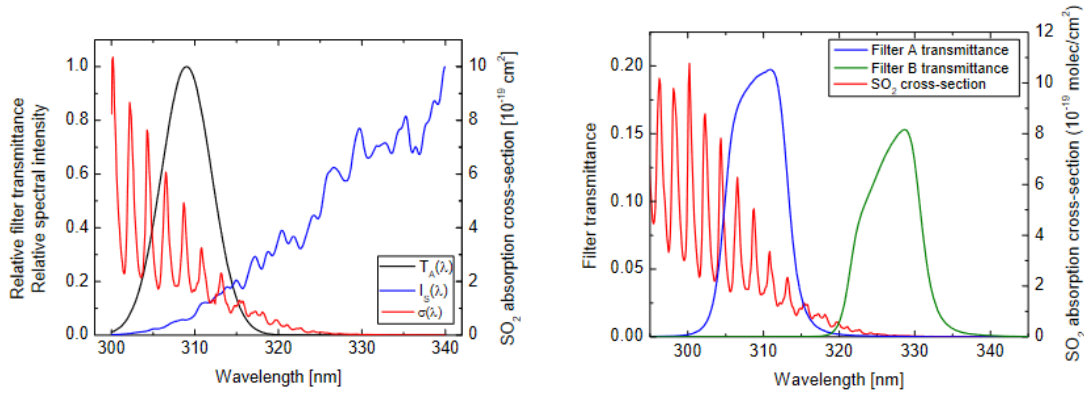 Relative filter transmittance
Relative spectral intensity
1.0
0.8
0.6
0.4
0.2
0.0
300
310
320
330
340
Wavelength [nm]
10
8
6
4
2
0
SO₂ absorption cross-section [10⁻¹⁹ cm²]
T_A(λ)
I_S(λ)
σ(λ)
Filter transmittance
0.20
0.15
0.10
0.05
0.00
300
310
320
330
340
Wavelength [nm]
12
10
8
6
4
2
0
SO₂ absorption cross-section (10⁻¹⁹ molec/cm²)
Filter A transmittance
Filter B transmittance
SO₂ cross-section